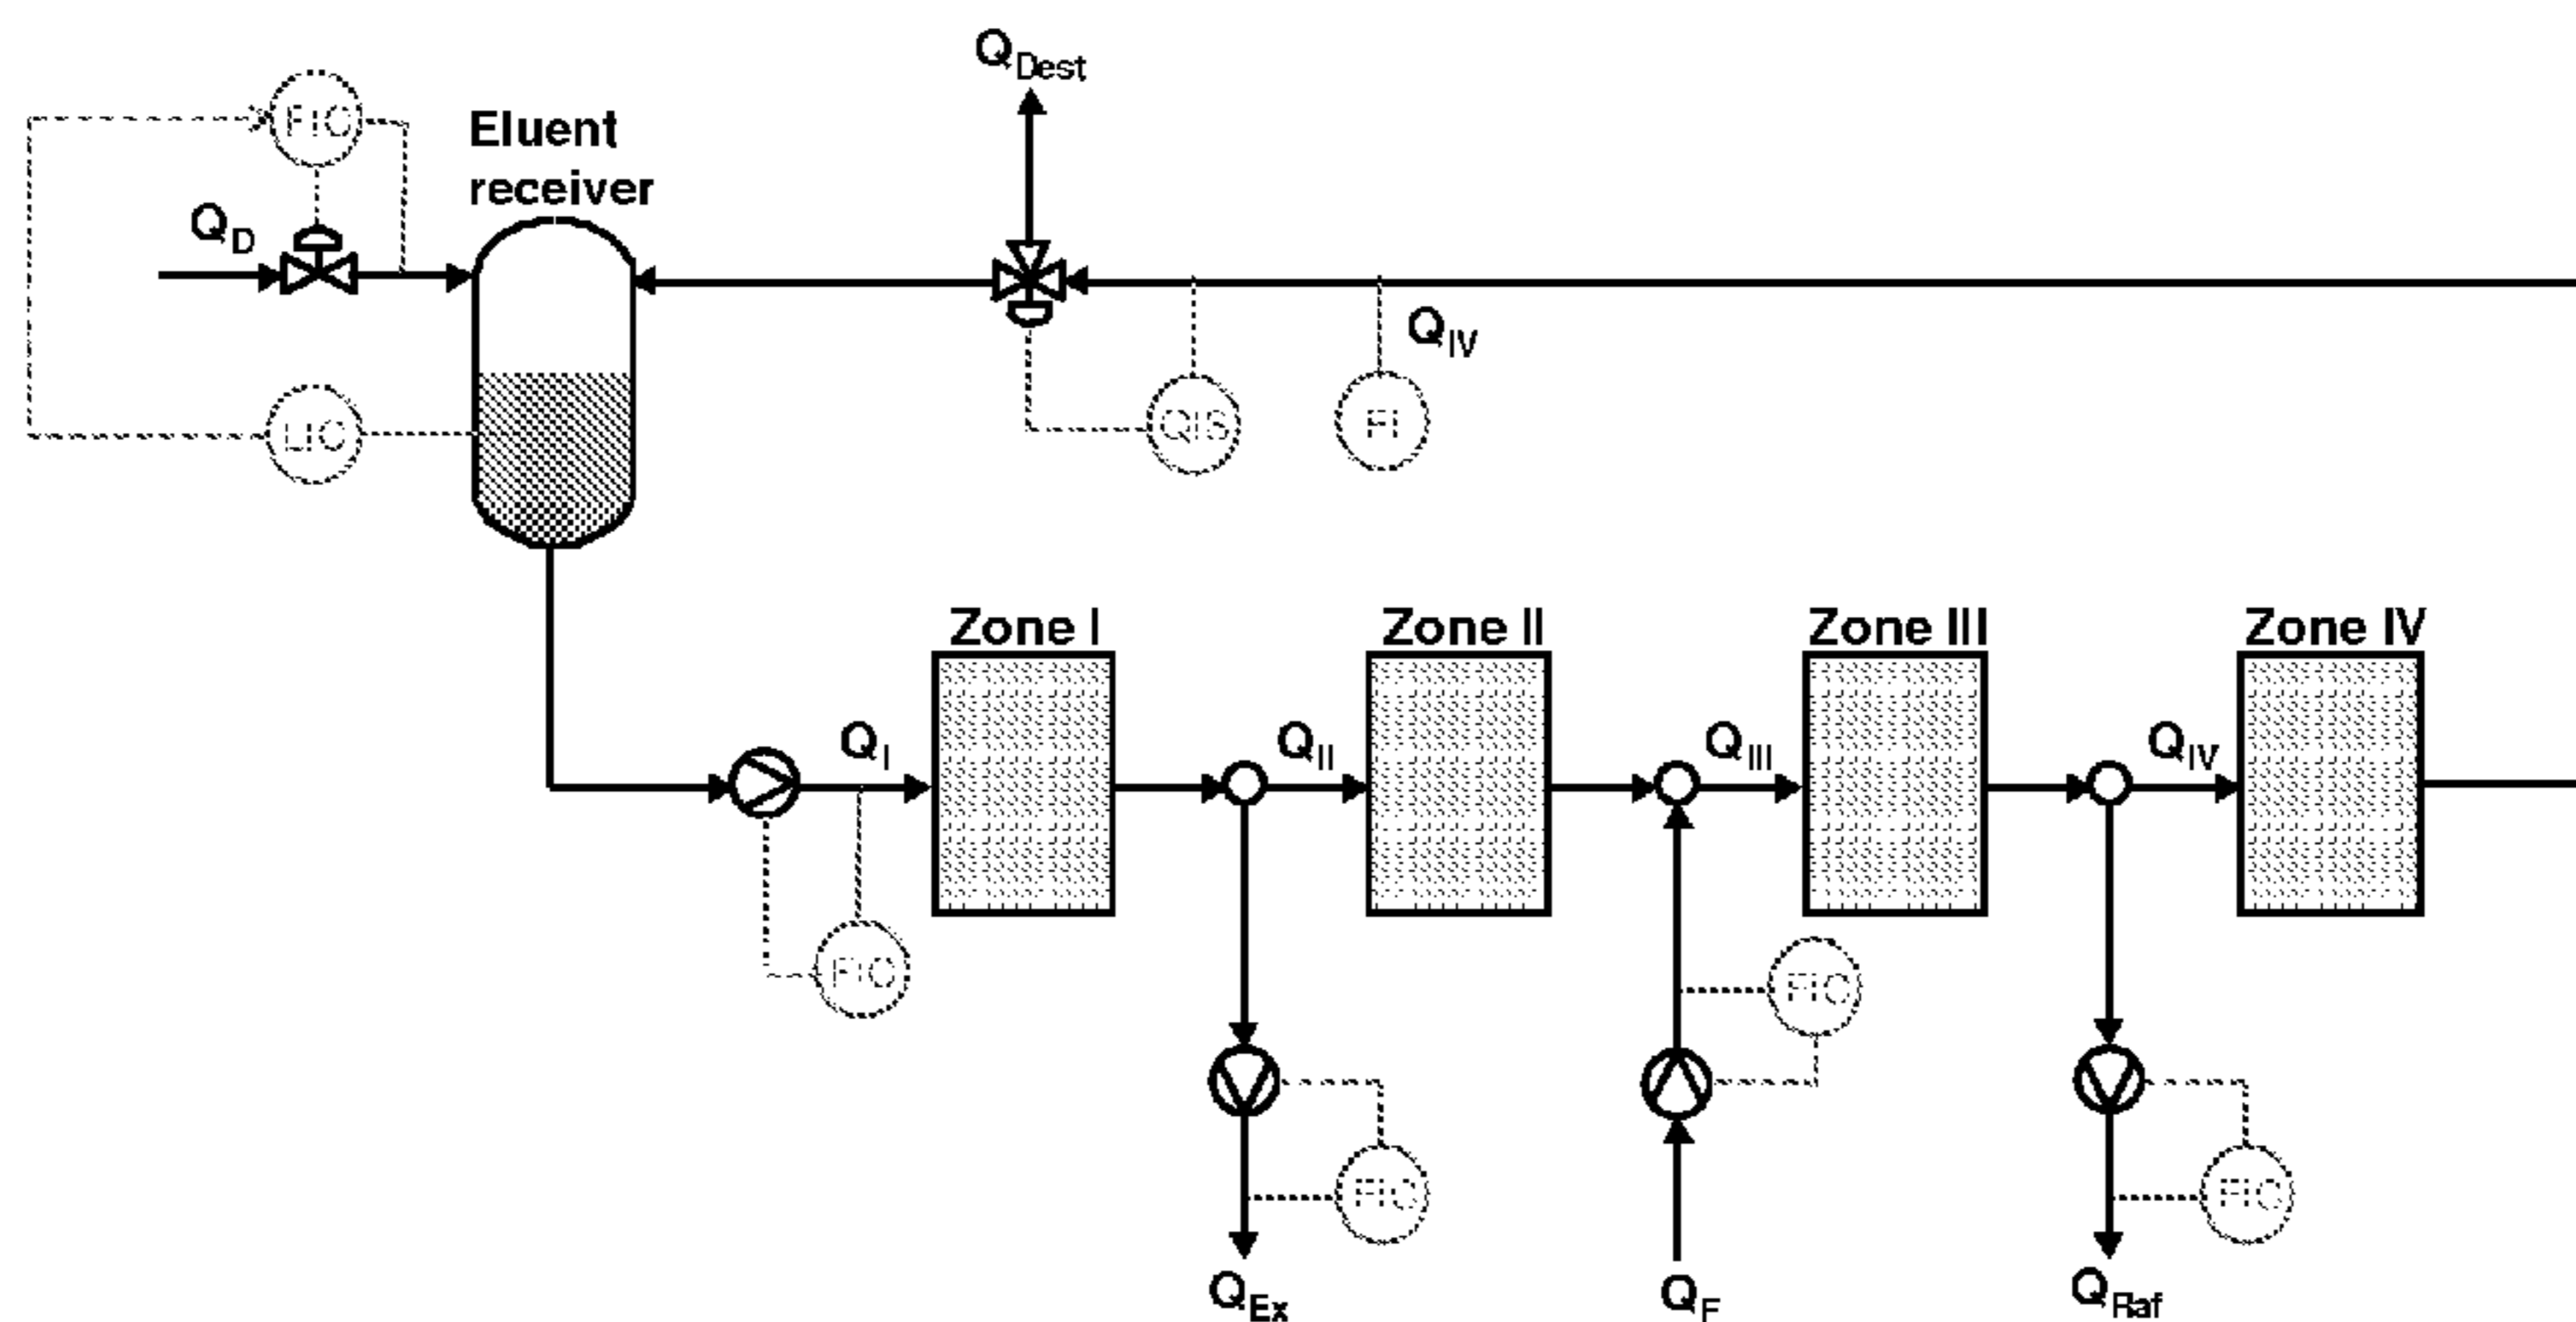 Q_Dest
FIC
Eluent
receiver
Q_D
Q_IV
LIC
QIS
FI
Zone I
Zone II
Zone III
Zone IV
Q_I
Q_II
Q_III
Q_IV
FIC
FIC
FIC
FIC
Q_Ex
Q_F
Q_Raf